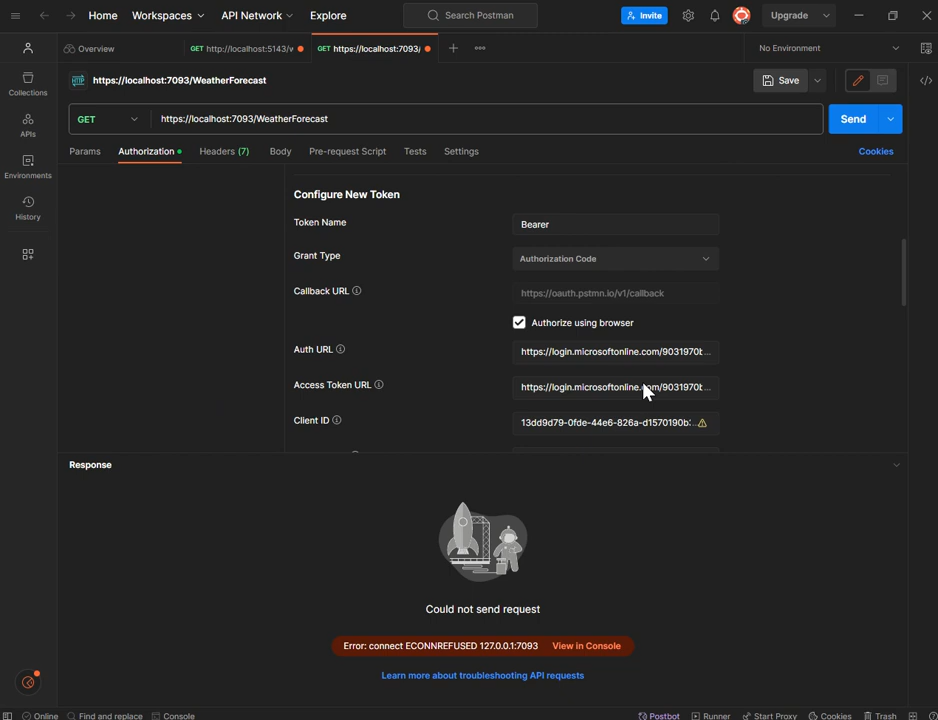 Home Workspaces API Network Explore Search Postman Invite Upgrade
Overview GET http://localhost:5143/w GET https://localhost:7093/ No Environment
https://localhost:7093/WeatherForecast Save
GET https://localhost:7093/WeatherForecast Send
Params Authorization Headers (7) Body Pre-request Script Tests Settings Cookies
Collections
APIs
Environments
History
Configure New Token
Token Name Bearer
Grant Type Authorization Code
Callback URL https://oauth.pstmn.io/v1/callback
Authorize using browser
Auth URL https://login.microsoftonline.com/9031970t...
Access Token URL https://login.microsoftonline.com/9031970t...
Client ID 13dd9d79-0fde-44e6-826a-d1570190b...
Response
Could not send request
Error: connect ECONNREFUSED 127.0.0.1:7093 View in Console
Learn more about troubleshooting API requests
Online Find and replace Console Postbot Runner Start Proxy Cookies Trash